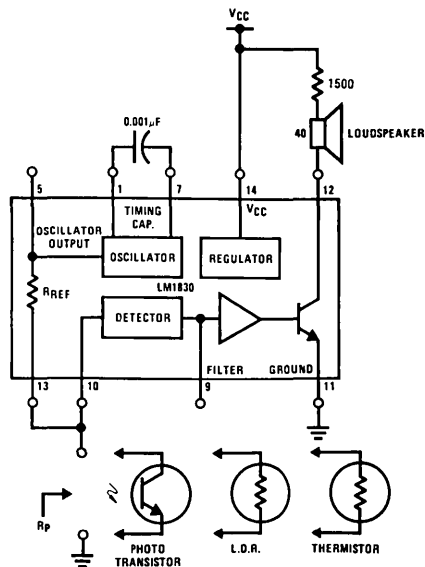 VCC
150Ω
0.001µF
40
LOUDSPEAKER
5
1
7
14
12
TIMING
CAP.
VCC
OSCILLATOR
OUTPUT
OSCILLATOR
REGULATOR
LM1830
RREF
DETECTOR
FILTER
GROUND
13
10
9
11
RP
PHOTO
TRANSISTOR
L.D.R.
THERMISTOR